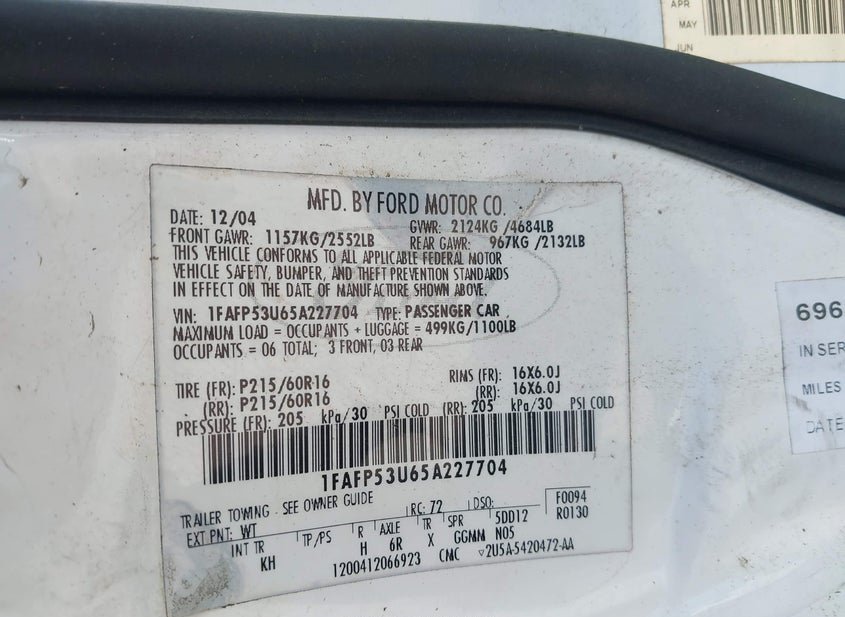 APR
MAY
JUN
MFD. BY FORD MOTOR CO.
DATE: 12/04 GVWR: 2124KG /4684LB
FRONT GAWR: 1157KG/2552LB REAR GAWR: 967KG /2132LB
THIS VEHICLE CONFORMS TO ALL APPLICABLE FEDERAL MOTOR
VEHICLE SAFETY, BUMPER, AND THEFT PREVENTION STANDARDS
IN EFFECT ON THE DATE OF MANUFACTURE SHOWN ABOVE.
VIN: 1FAFP53U65A227704 TYPE: PASSENGER CAR
MAXIMUM LOAD = OCCUPANTS + LUGGAGE = 499KG/1100LB
OCCUPANTS = 06 TOTAL; 3 FRONT, 03 REAR
TIRE (FR): P215/60R16 RIMS (FR): 16X6.0J
(RR): P215/60R16 (RR): 16X6.0J
PRESSURE (FR): 205 kPa/30 PSI COLD (RR): 205 kPa/30 PSI COLD
1FAFP53U65A227704
TRAILER TOWING - SEE OWNER GUIDE RC: 72 DSO: F0094
EXT PNT: WT R0130
INT TR TP/PS R AXLE TR SPR 5DD12
KH H 6R X GGMM N05
1200412066923 CMC ▽2U5A-5420472-AA
696
IN SER
MILES
DATE